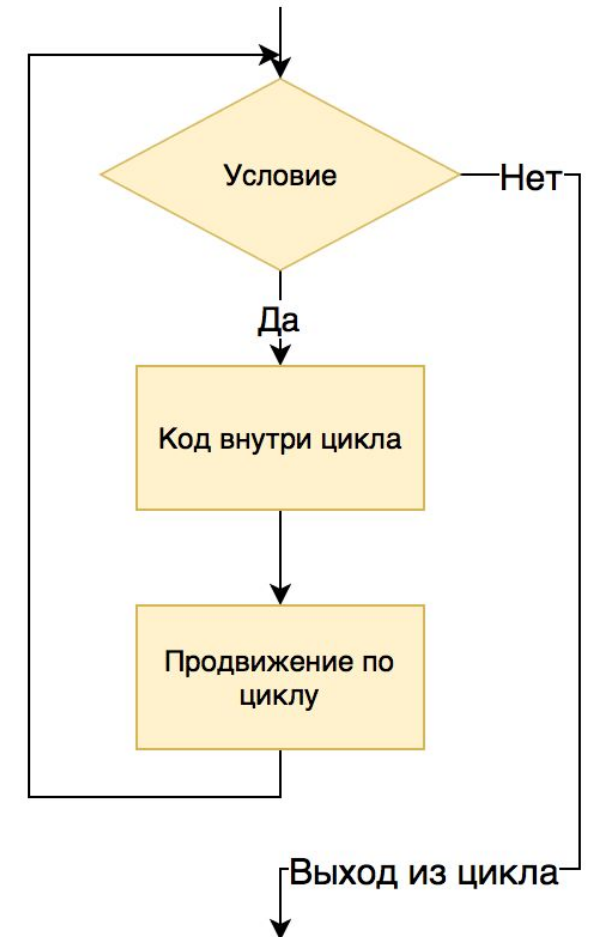 Условие
Нет
Да
Код внутри цикла
Продвижение по
циклу
Выход из цикла